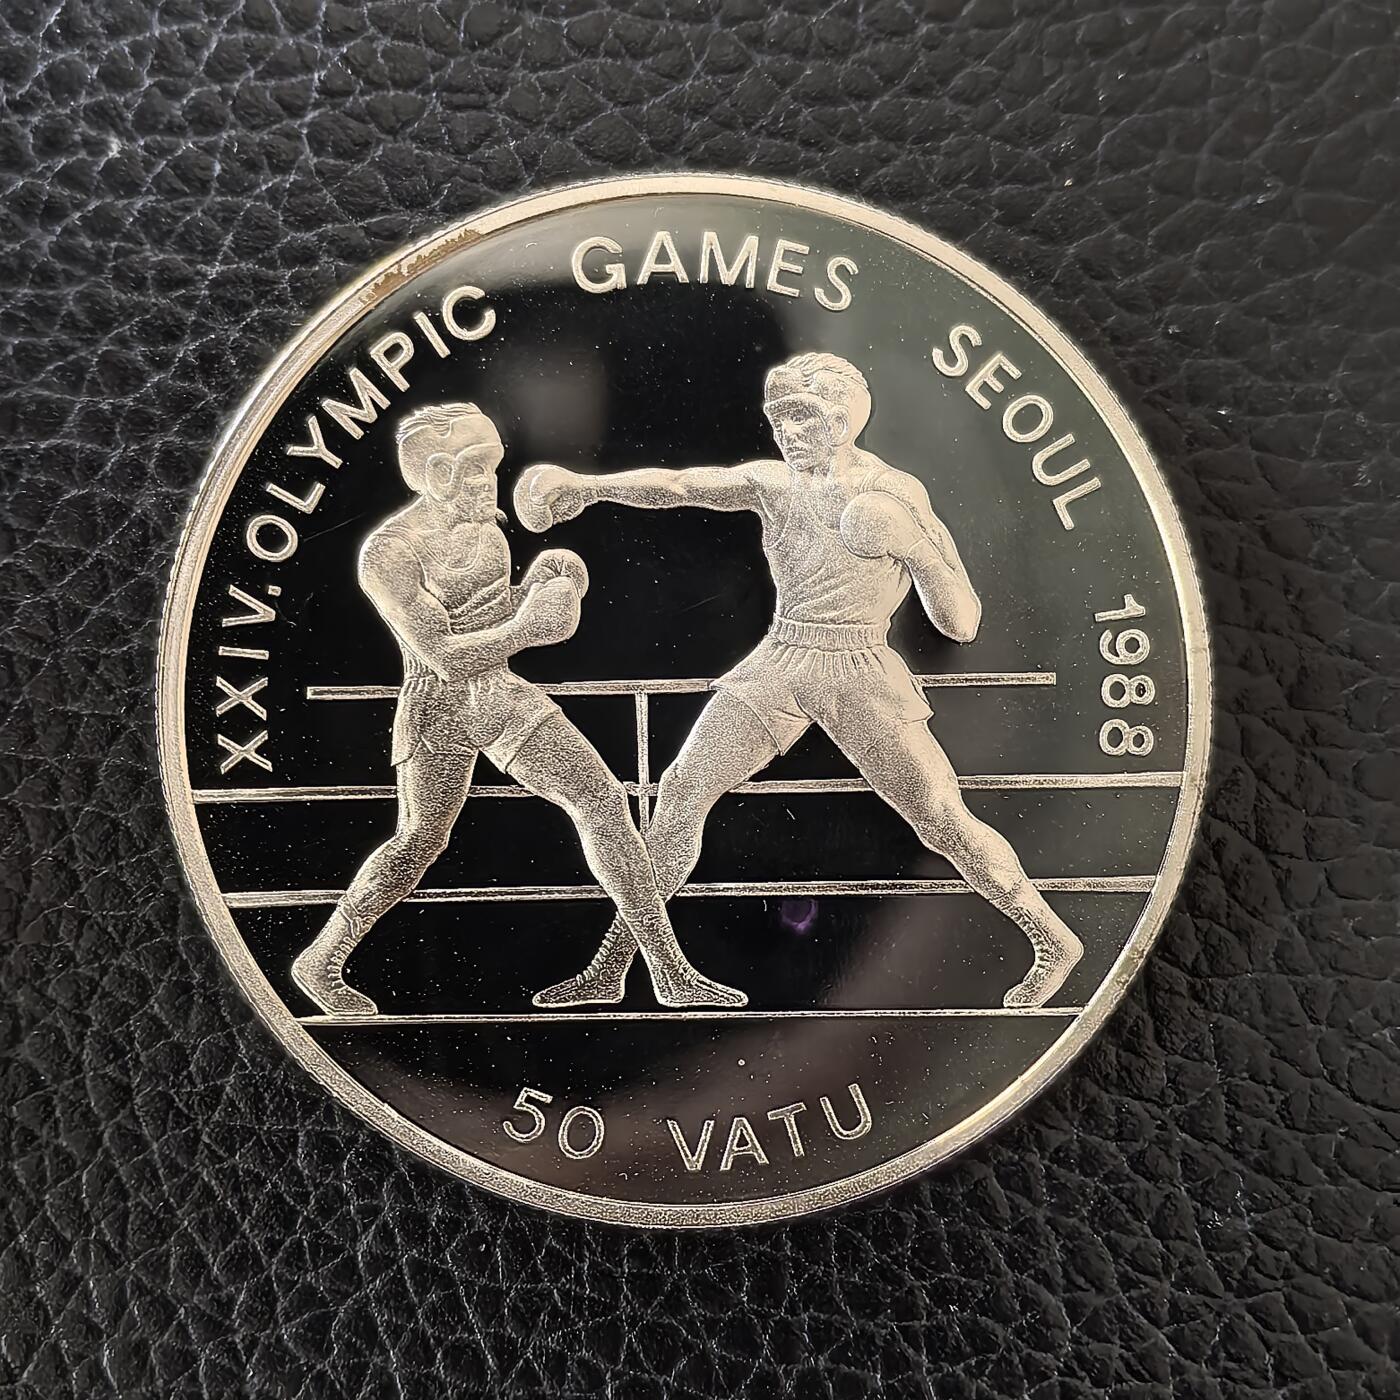 XXIV. OLYMPIC GAMES SEOUL 1988
50 VATU